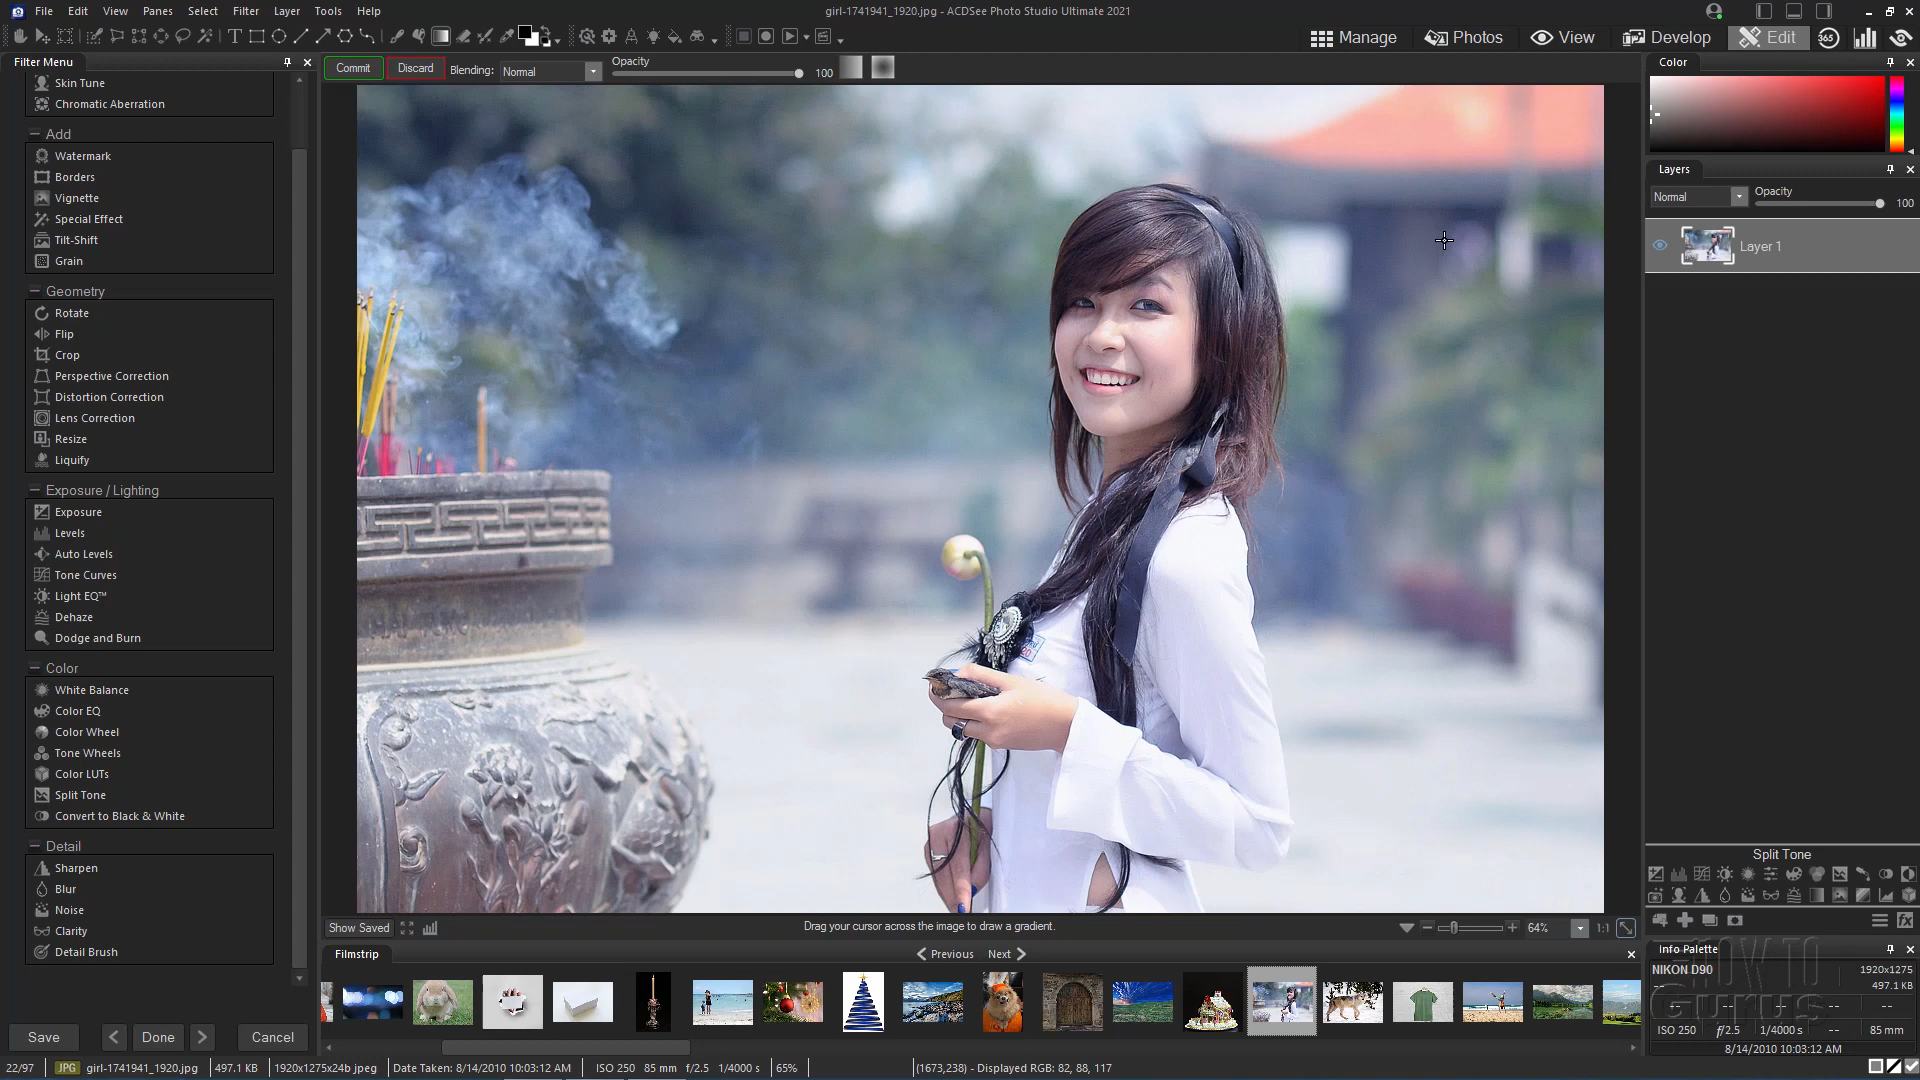 File Edit View Panes Select Filter Layer Tools Help
girl-1741941_1920.jpg - ACDSee Photo Studio Ultimate 2021
Manage Photos View Develop Edit 365
Filter Menu
Skin Tune
Chromatic Aberration
Add
Watermark
Borders
Vignette
Special Effect
Tilt-Shift
Grain
Geometry
Rotate
Flip
Crop
Perspective Correction
Distortion Correction
Lens Correction
Resize
Liquify
Exposure / Lighting
Exposure
Levels
Auto Levels
Tone Curves
Light EQ™
Dehaze
Dodge and Burn
Color
White Balance
Color EQ
Color Wheel
Tone Wheels
Color LUTs
Split Tone
Convert to Black & White
Detail
Sharpen
Blur
Noise
Clarity
Detail Brush
Save Done Cancel
Commit Discard Blending: Normal Opacity 100
Show Saved
Drag your cursor across the image to draw a gradient.
64% 1:1
Filmstrip
Previous Next
Color
Layers
Normal Opacity 100
Layer 1
Split Tone
fx
Info Palette
NIKON D90 1920x1275
-- 497.1 KB
-- -- -- --
ISO 250 f/2.5 1/4000 s -- 85 mm
8/14/2010 10:03:12 AM
HOW TO
GURUS
22/97 JPG girl-1741941_1920.jpg 497.1 KB 1920x1275x24b jpeg Date Taken: 8/14/2010 10:03:12 AM ISO 250 85 mm f/2.5 1/4000 s 65% (1673,238) - Displayed RGB: 82, 88, 117